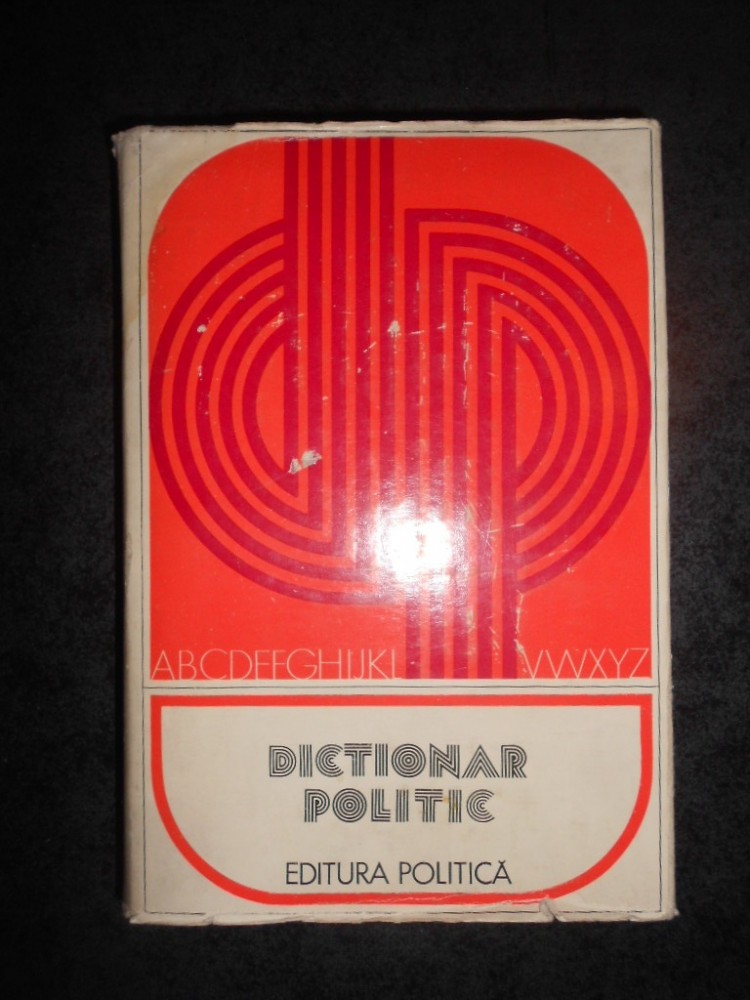 ABCDEFGHIJKL VWXYZ
DICTIONAR
POLITIC
EDITURA POLITICĂ